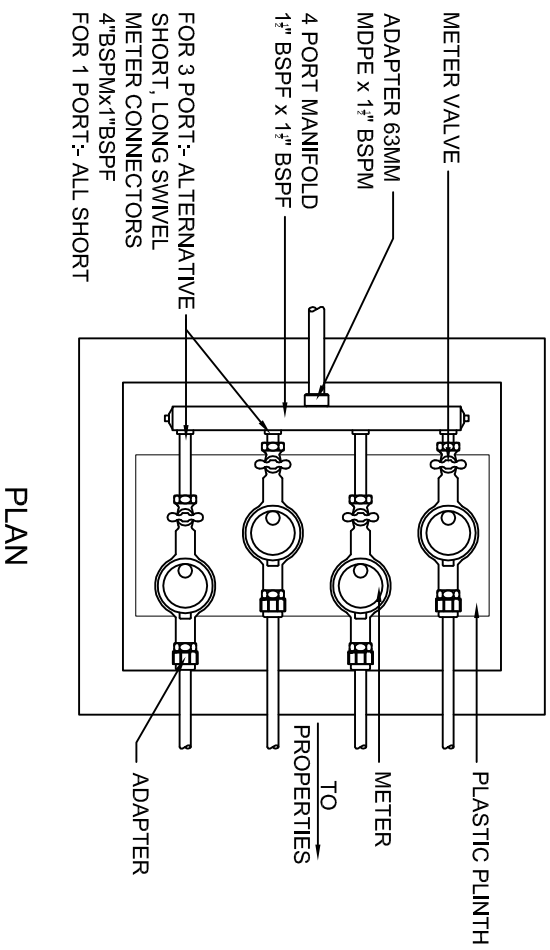 METER VALVE
ADAPTER 63MM
MDPE x 1½" BSPM
4 PORT MANIFOLD
1½" BSPF x 1½" BSPF
FOR 3 PORT:- ALTERNATIVE
SHORT, LONG SWIVEL
METER CONNECTORS
4"BSPMx1"BSPF
FOR 1 PORT:- ALL SHORT
PLASTIC PLINTH
METER
TO
PROPERTIES
ADAPTER
PLAN